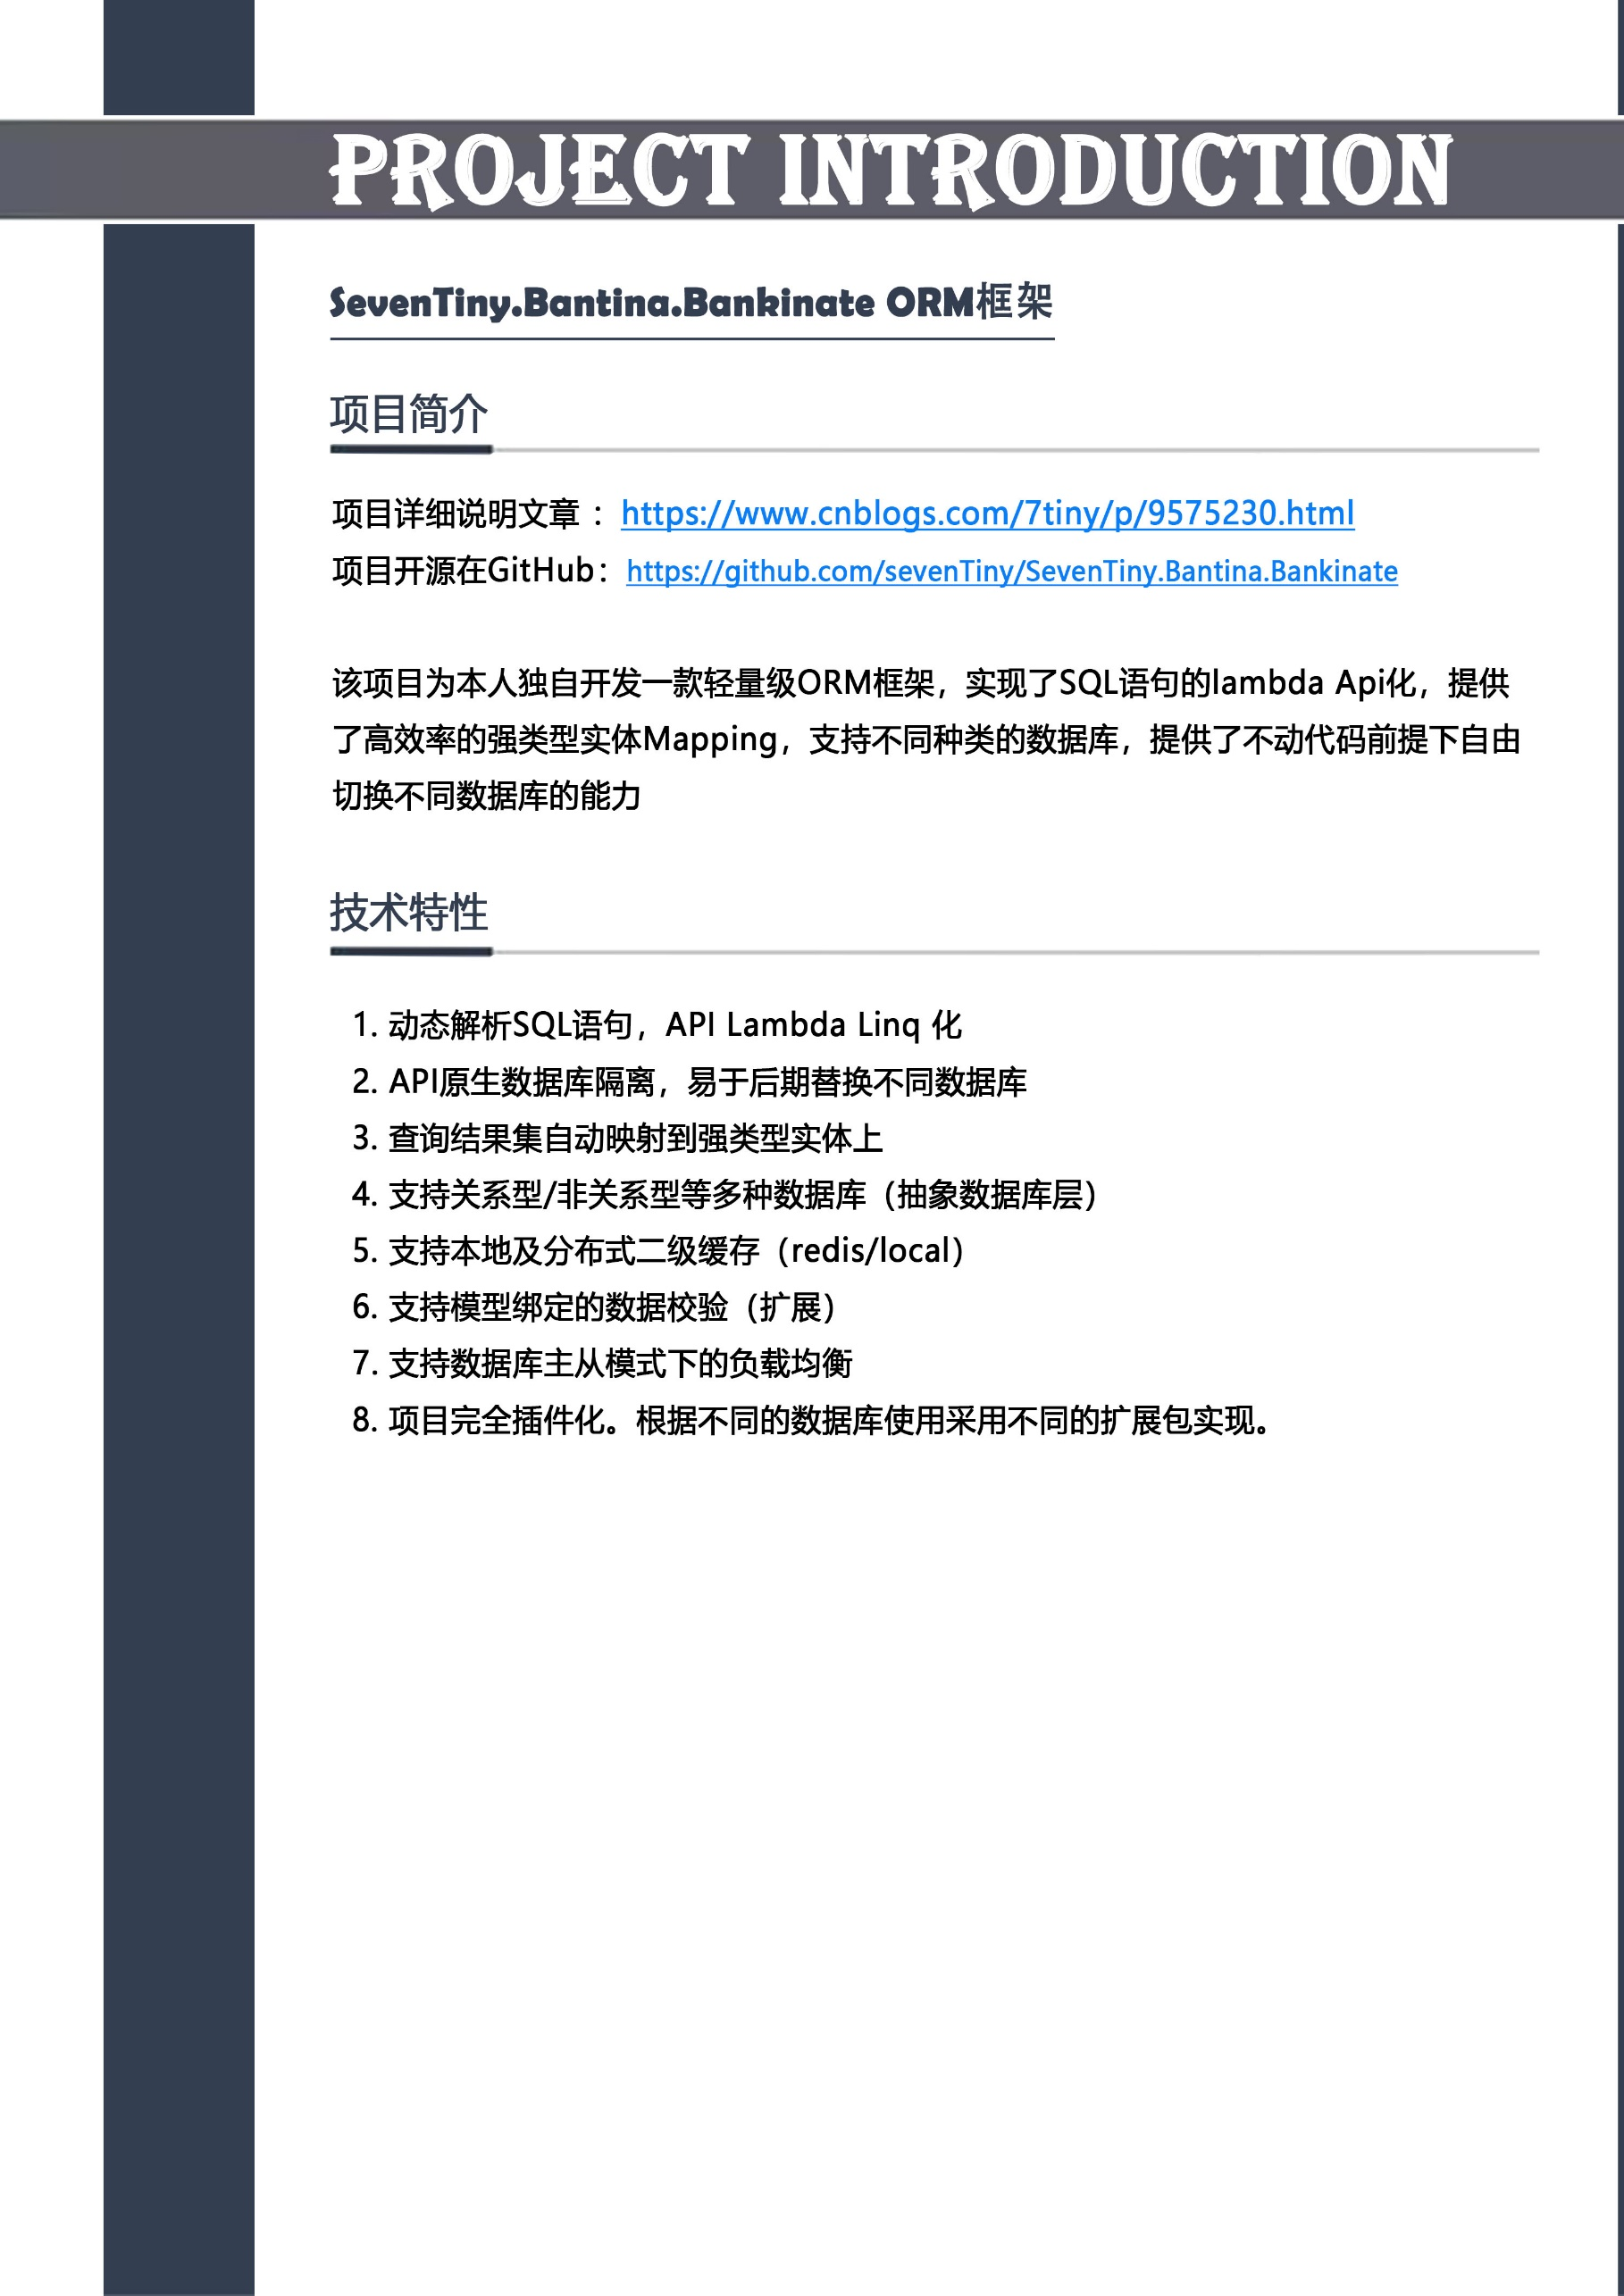 PROJECT INTRODUCTION
SevenTiny.Bantina.Bankinate ORM框架
项目简介
项目详细说明文章 : https://www.cnblogs.com/7tiny/p/9575230.html
项目开源在GitHub：https://github.com/sevenTiny/SevenTiny.Bantina.Bankinate
该项目为本人独自开发一款轻量级ORM框架，实现了SQL语句的lambda Api化，提供
了高效率的强类型实体Mapping，支持不同种类的数据库，提供了不动代码前提下自由
切换不同数据库的能力
技术特性
1. 动态解析SQL语句，API Lambda Linq 化
2. API原生数据库隔离，易于后期替换不同数据库
3. 查询结果集自动映射到强类型实体上
4. 支持关系型/非关系型等多种数据库（抽象数据库层）
5. 支持本地及分布式二级缓存（redis/local）
6. 支持模型绑定的数据校验（扩展）
7. 支持数据库主从模式下的负载均衡
8. 项目完全插件化。根据不同的数据库使用采用不同的扩展包实现。